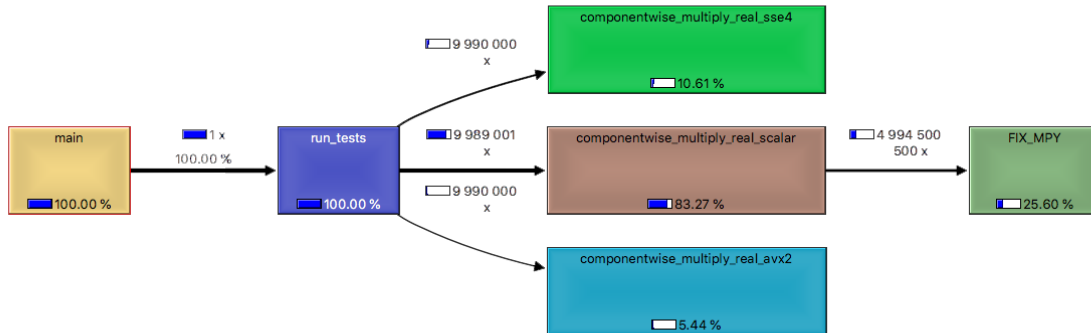 main
100.00 %
1 x
100.00 %
run_tests
100.00 %
9 990 000
x
componentwise_multiply_real_sse4
10.61 %
9 989 001
x
componentwise_multiply_real_scalar
83.27 %
9 990 000
x
componentwise_multiply_real_avx2
5.44 %
4 994 500
500 x
FIX_MPY
25.60 %